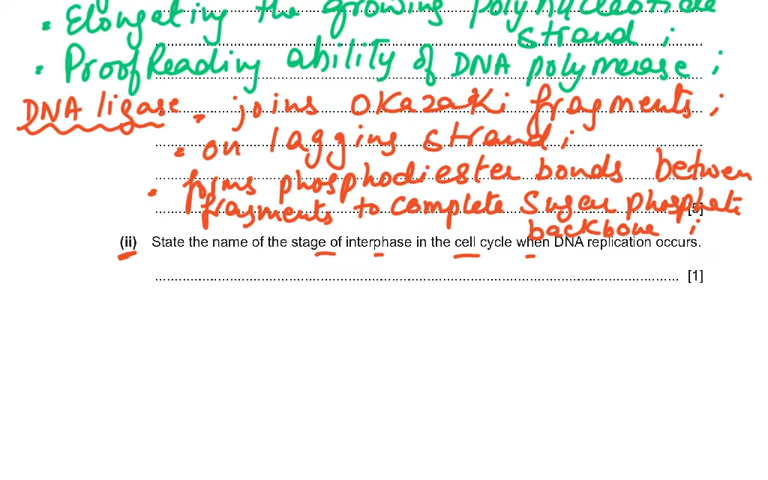 • Elongating the growing polynucleotide
strand ;
• ProofReading ability of DNA polymerase ;
DNA ligase • joins Okazaki fragments ;
• on lagging strand ;
• forms phosphodiester bonds between
fragments to complete sugar phosphate
backbone ;
[5]
(ii) State the name of the stage of interphase in the cell cycle when DNA replication occurs.
[1]